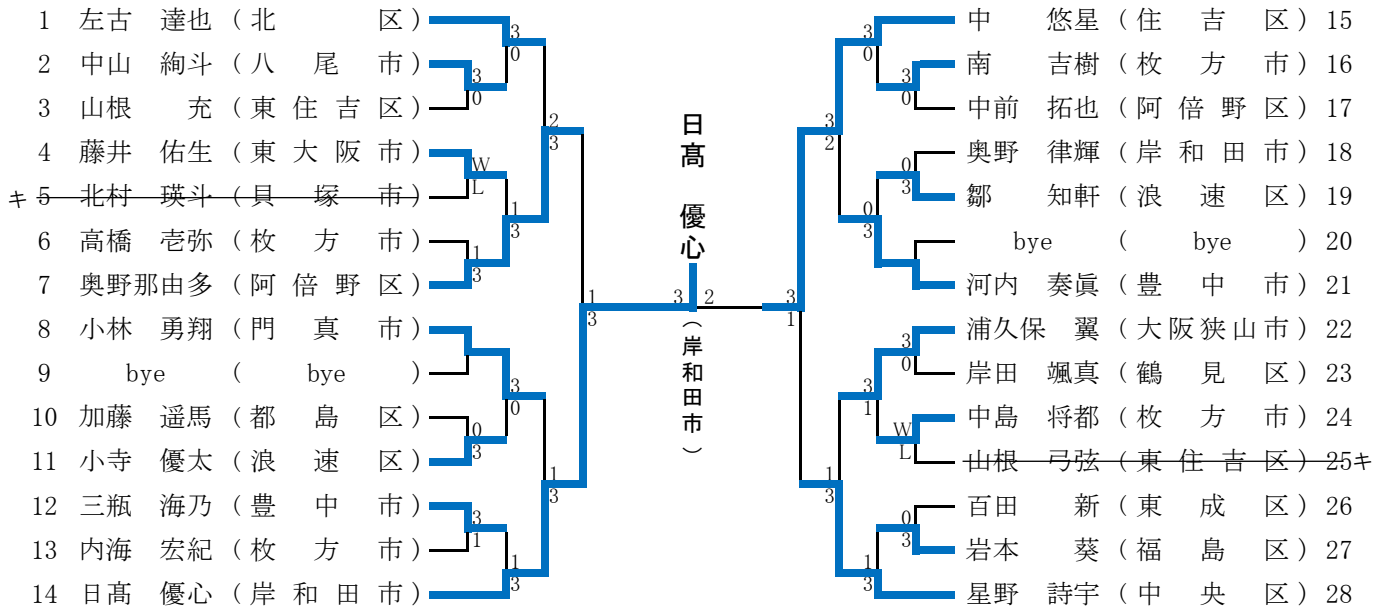 1 左古 達也 (北 区)
2 中山 絢斗 (八 尾 市)
3 山根 充 (東 住 吉 区)
4 藤井 佑生 (東 大 阪 市)
キ 5 北村 瑛斗 (貝 塚 市)
6 高橋 壱弥 (枚 方 市)
7 奥野那由多 (阿 倍 野 区)
8 小林 勇翔 (門 真 市)
9 bye ( bye )
10 加藤 遥馬 (都 島 区)
11 小寺 優太 (浪 速 区)
12 三瓶 海乃 (豊 中 市)
13 内海 宏紀 (枚 方 市)
14 日髙 優心 (岸 和 田 市)
3 0
3 0
2 3
W L
1 3
1 3
1 3
3 0
0 3
1 3
3 1
1 3
日髙 優心
3 2
(岸和田市)
3 0
3 0
3 2
0 3
0 3
3 1
3 0
3 1
W L
1 3
0 3
1 3
中 悠星 (住 吉 区) 15
南 吉樹 (枚 方 市) 16
中前 拓也 (阿 倍 野 区) 17
奥野 律輝 (岸 和 田 市) 18
鄒 知軒 (浪 速 区) 19
bye ( bye ) 20
河内 奏眞 (豊 中 市) 21
浦久保 翼 (大 阪 狭 山 市) 22
岸田 颯真 (鶴 見 区) 23
中島 将都 (枚 方 市) 24
山根 弓弦 (東 住 吉 区) 25キ
百田 新 (東 成 区) 26
岩本 葵 (福 島 区) 27
星野 詩宇 (中 央 区) 28